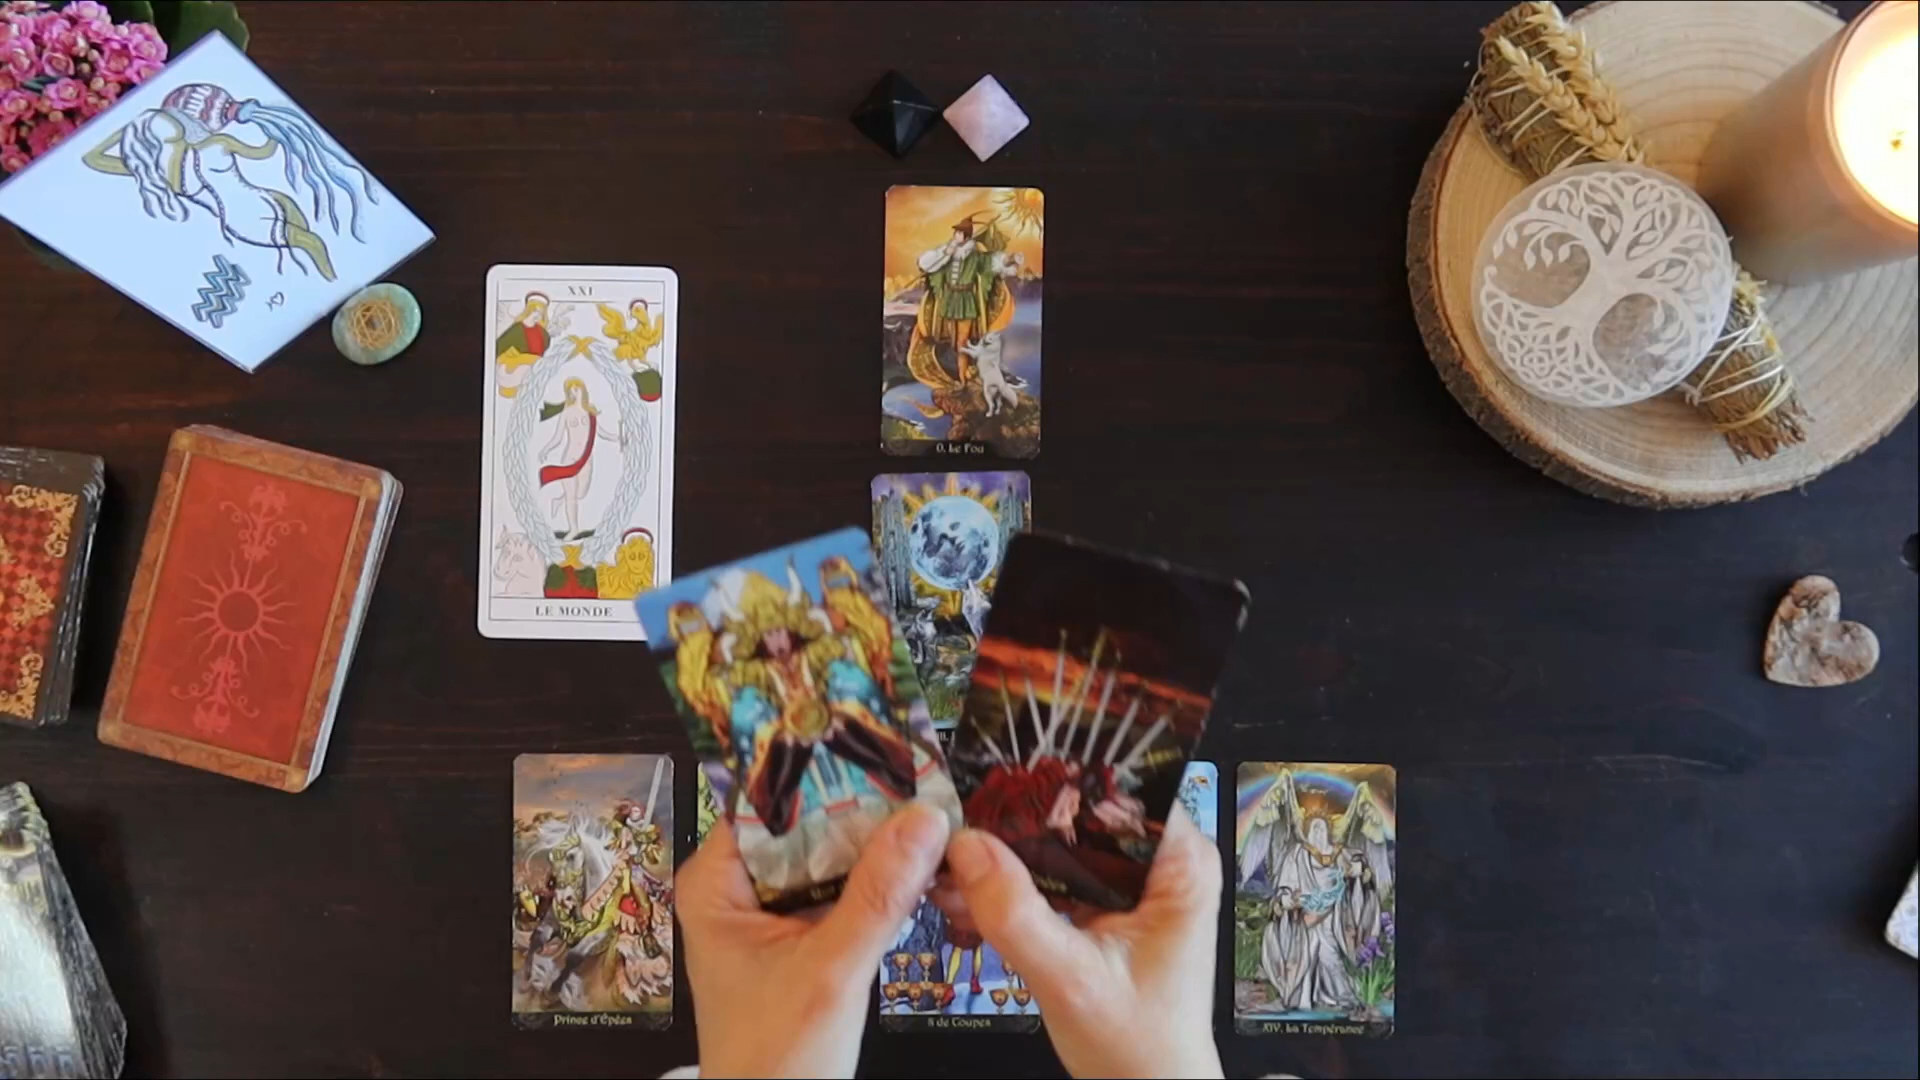 XXI
LE MONDE
0. Le Fou
Prince d'Épées
8 de Coupes
XIV. La Tempérance